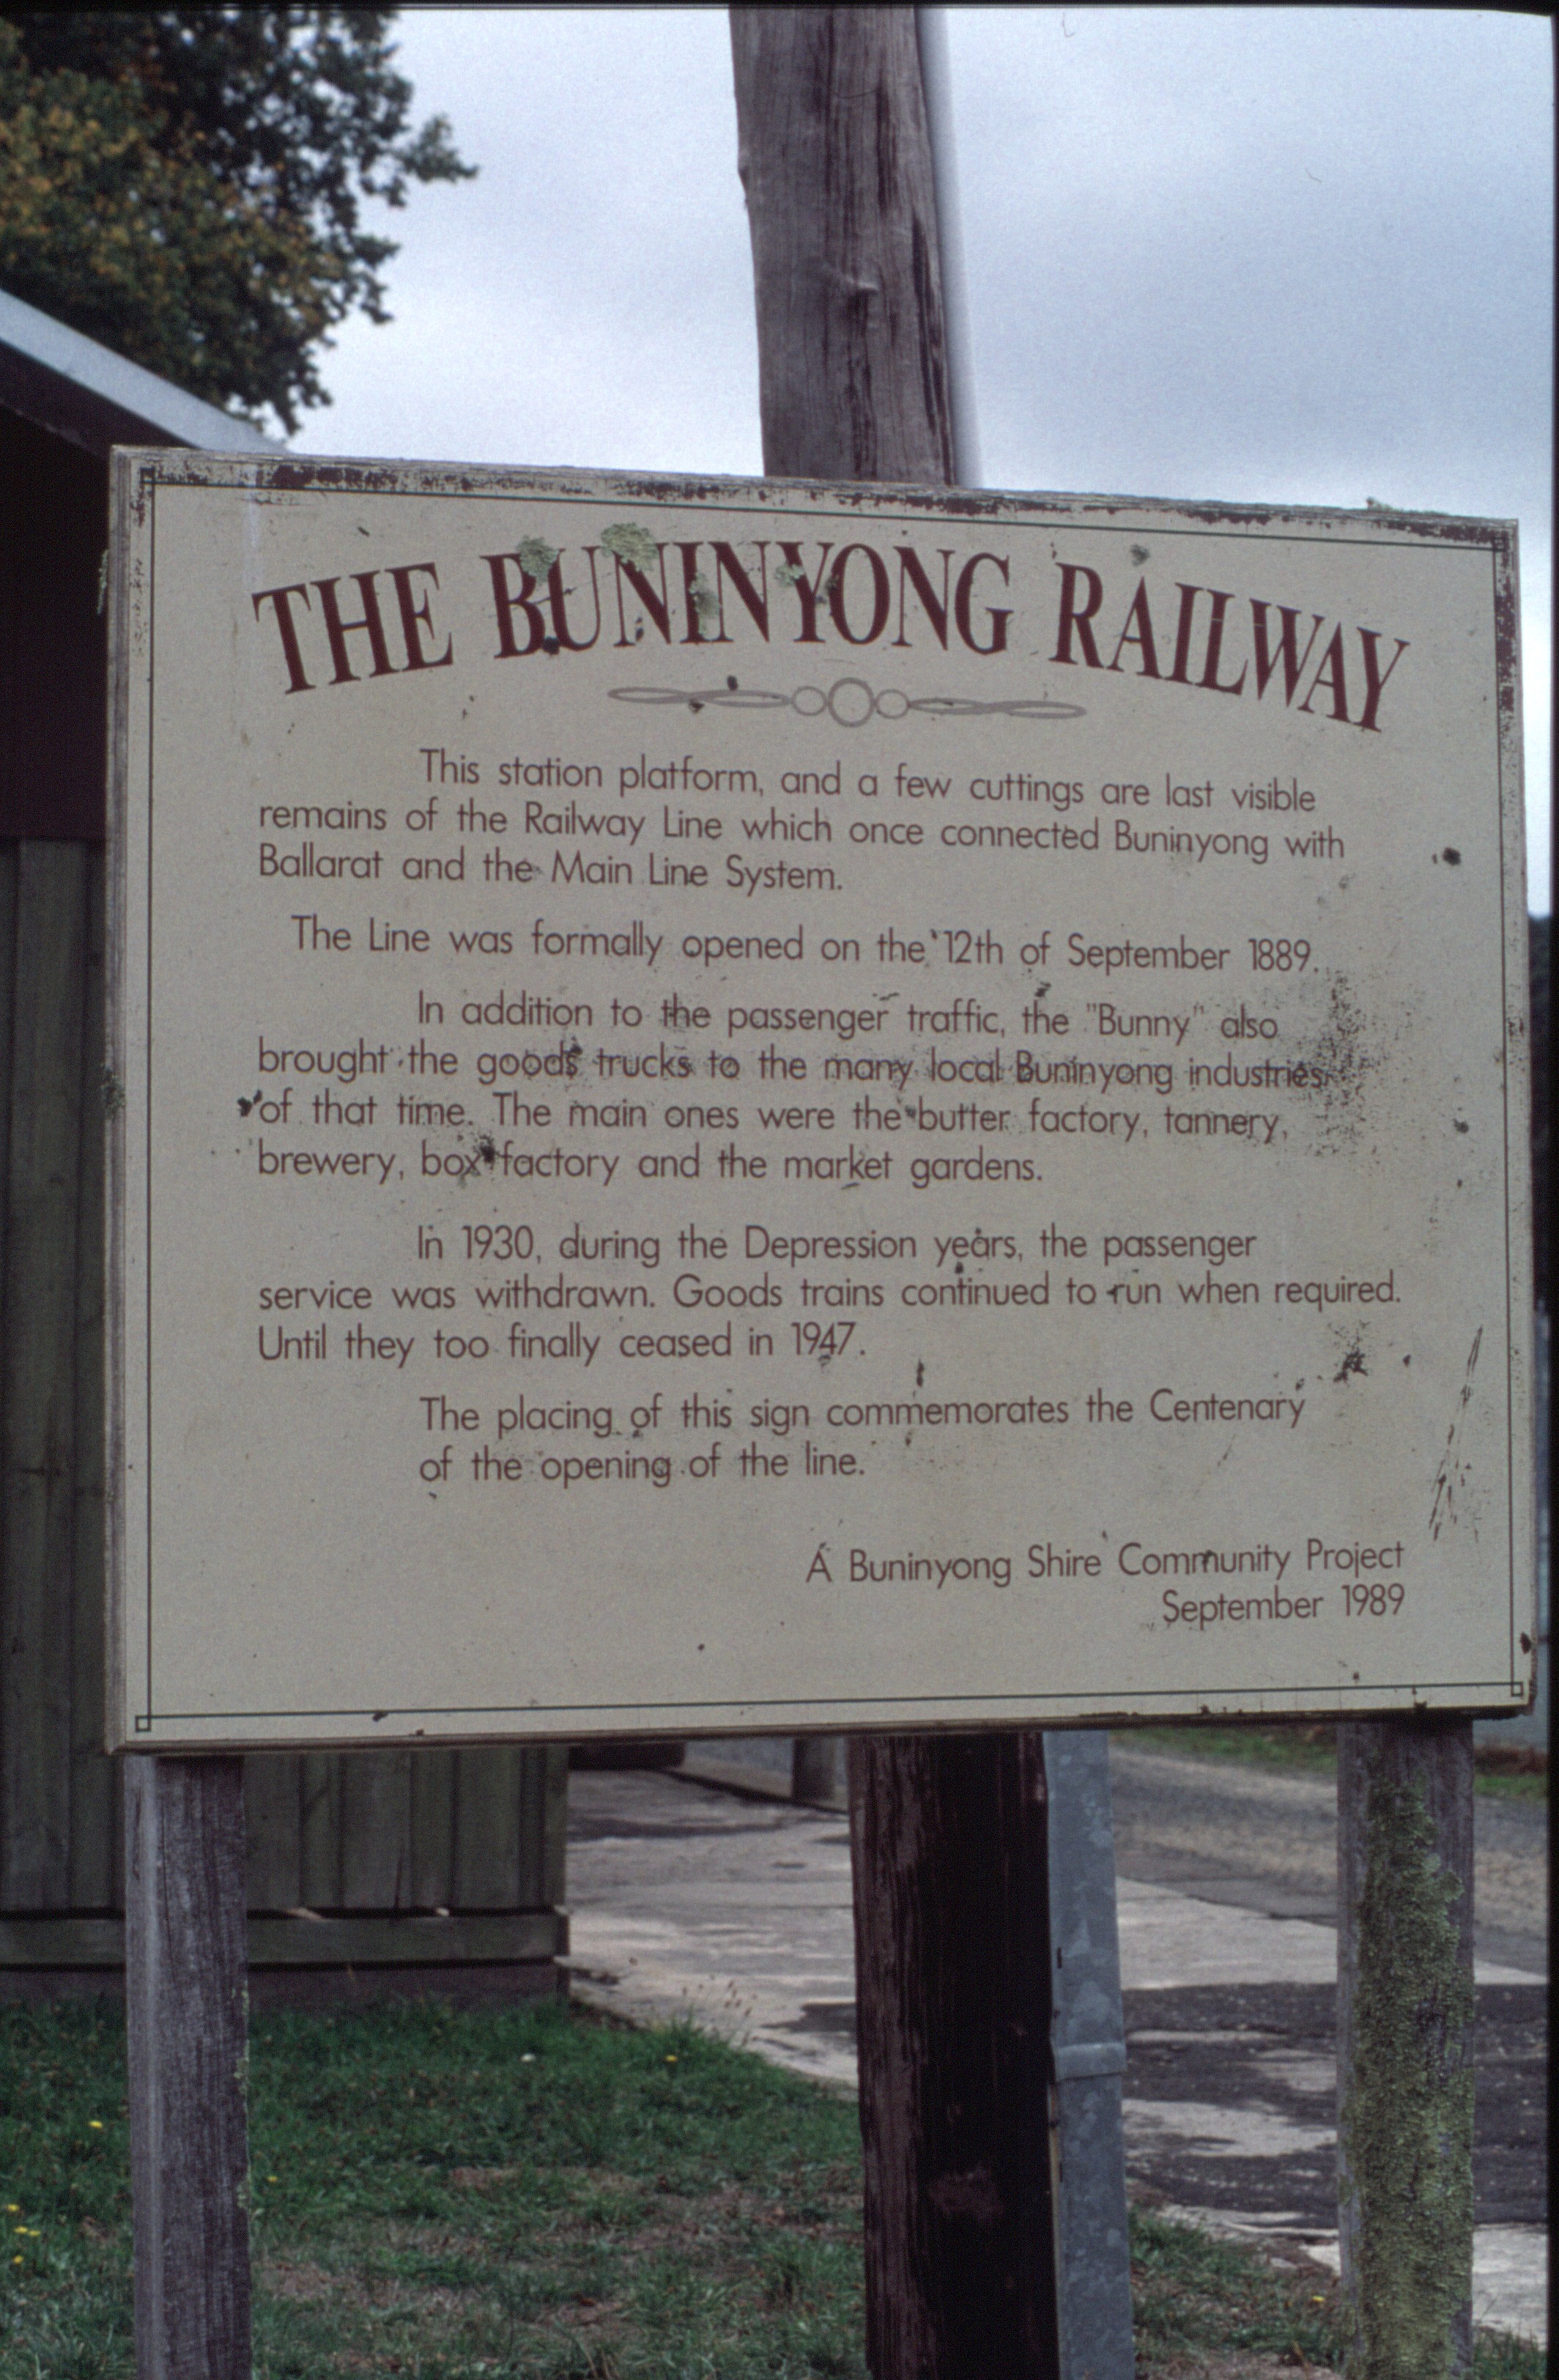 THE BUNINYONG RAILWAY
This station platform, and a few cuttings are last visible
remains of the Railway Line which once connected Buninyong with
Ballarat and the Main Line System.
The Line was formally opened on the 12th of September 1889.
In addition to the passenger traffic, the "Bunny" also
brought the goods trucks to the many local Buninyong industries
of that time. The main ones were the butter factory, tannery,
brewery, box factory and the market gardens.
In 1930, during the Depression years, the passenger
service was withdrawn. Goods trains continued to run when required.
Until they too finally ceased in 1947.
The placing of this sign commemorates the Centenary
of the opening of the line.
A Buninyong Shire Community Project
September 1989